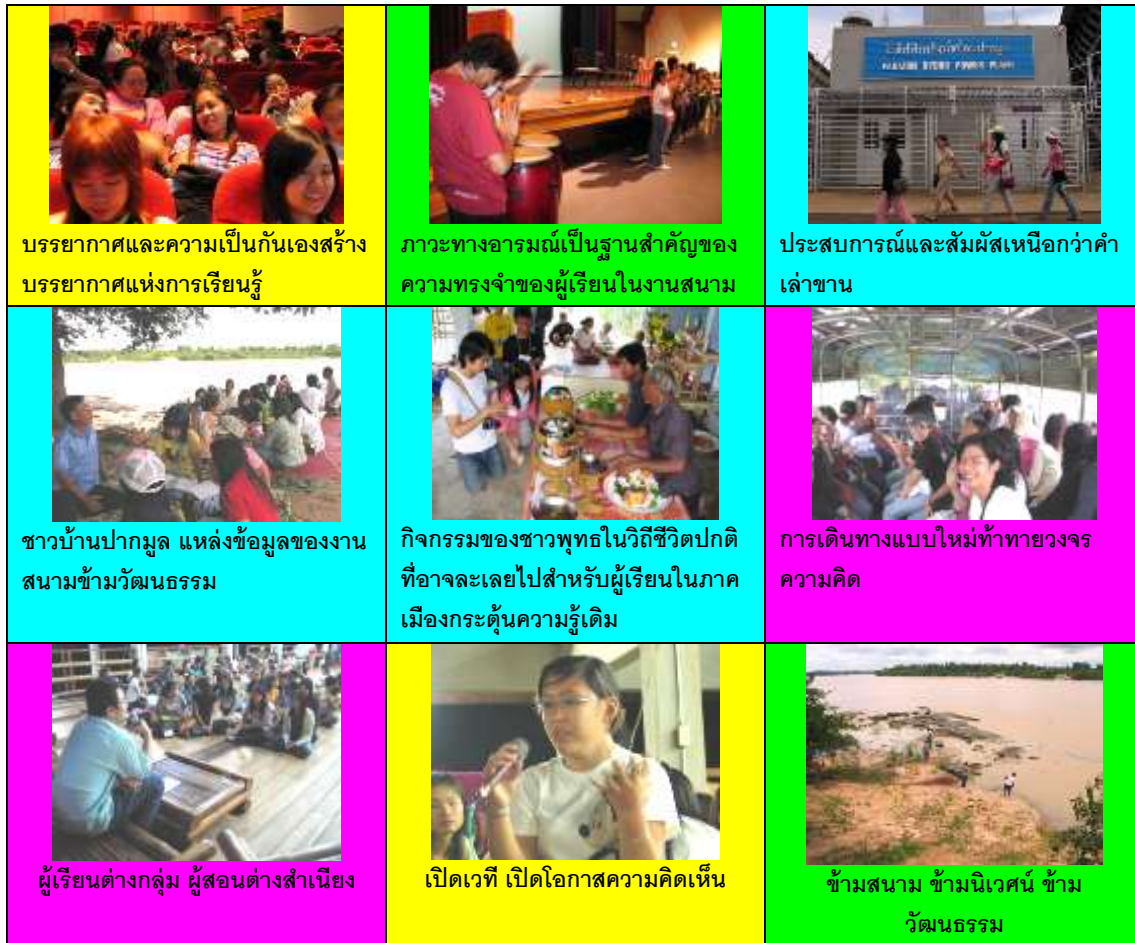 บรรยากาศและความเป็นกันเองสร้าง
บรรยากาศแห่งการเรียนรู้
ภาวะทางอารมณ์เป็นฐานสำคัญของ
ความทรงจำของผู้เรียนในงานสนาม
HYDRO POWER PLANT
ประสบการณ์และสัมผัสเหนือกว่าคำ
เล่าขาน
ชาวบ้านปากมูล แหล่งข้อมูลของงาน
สนามข้ามวัฒนธรรม
กิจกรรมของชาวพุทธในวิถีชีวิตปกติ
ที่อาจละเลยไปสำหรับผู้เรียนในภาค
เมืองกระตุ้นความรู้เดิม
การเดินทางแบบใหม่ท้าทายวงจร
ความคิด
ผู้เรียนต่างกลุ่ม ผู้สอนต่างสำเนียง
เปิดเวที เปิดโอกาสความคิดเห็น
ข้ามสนาม ข้ามนิเวศน์ ข้าม
วัฒนธรรม